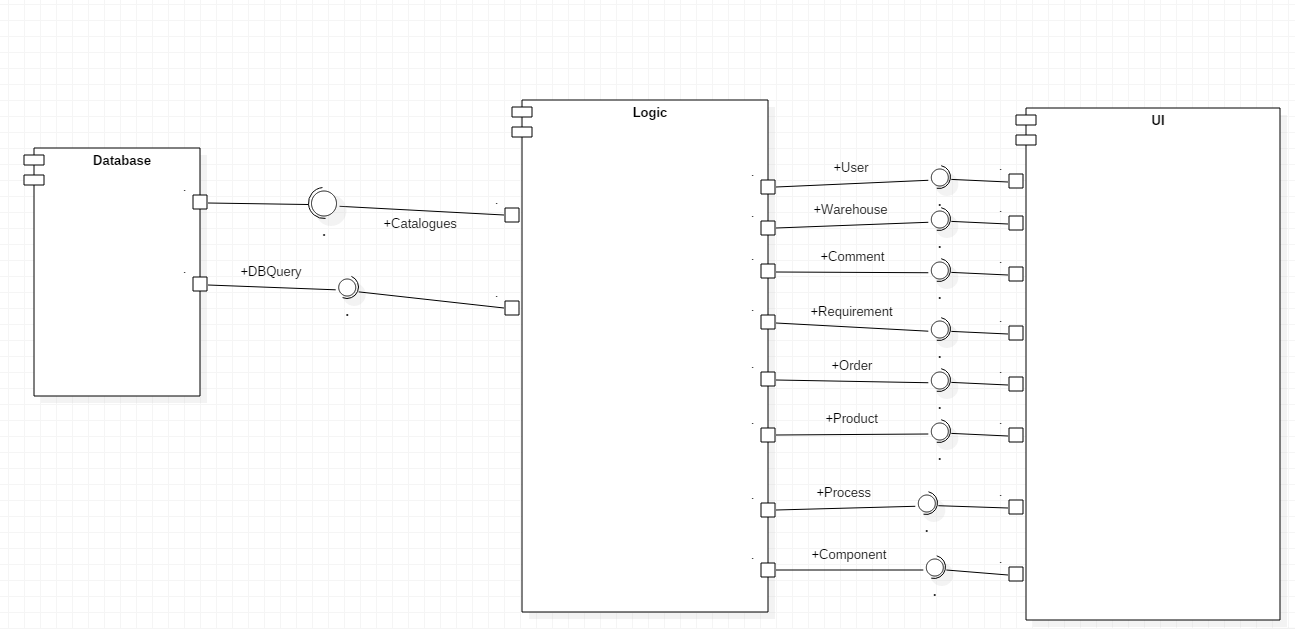 Logic
UI
Database
+User
+Warehouse
+Catalogues
+Comment
+DBQuery
+Requirement
+Order
+Product
+Process
+Component